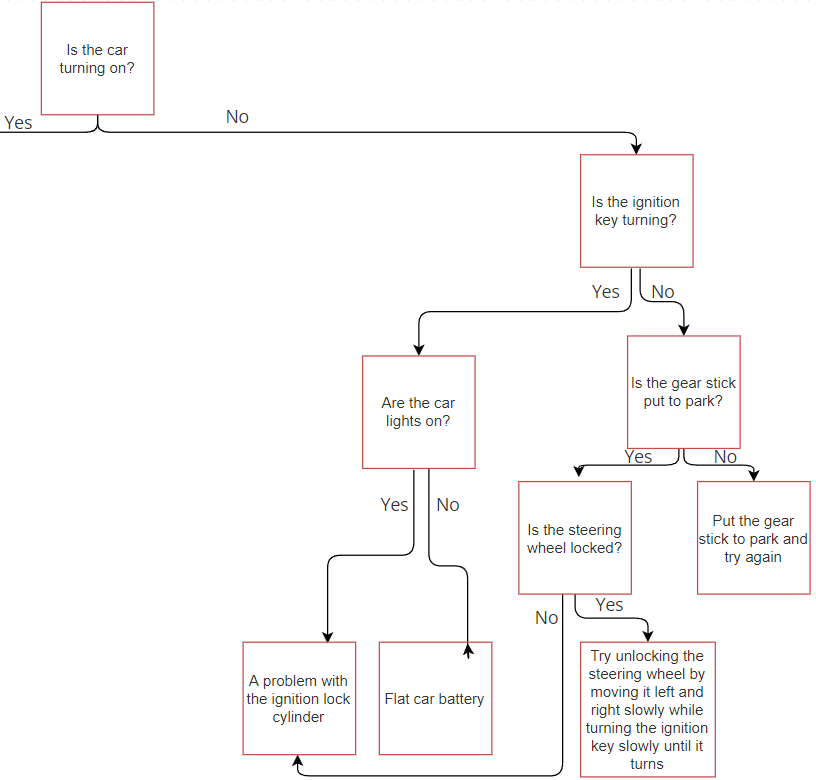 Is the car
turning on?
Yes
No
Is the ignition
key turning?
Yes
No
Is the gear stick
put to park?
Are the car
lights on?
Yes
No
Yes
No
Is the steering
wheel locked?
Put the gear
stick to park and
try again
No
Yes
A problem with
the ignition lock
cylinder
Flat car battery
Try unlocking the
steering wheel by
moving it left and
right slowly while
turning the ignition
key slowly until it
turns